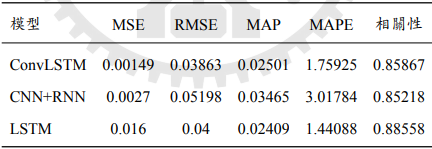 模型 MSE RMSE MAP MAPE 相關性
ConvLSTM 0.00149 0.03863 0.02501 1.75925 0.85867
CNN+RNN 0.0027 0.05198 0.03465 3.01784 0.85218
LSTM 0.016 0.04 0.02409 1.44088 0.88558